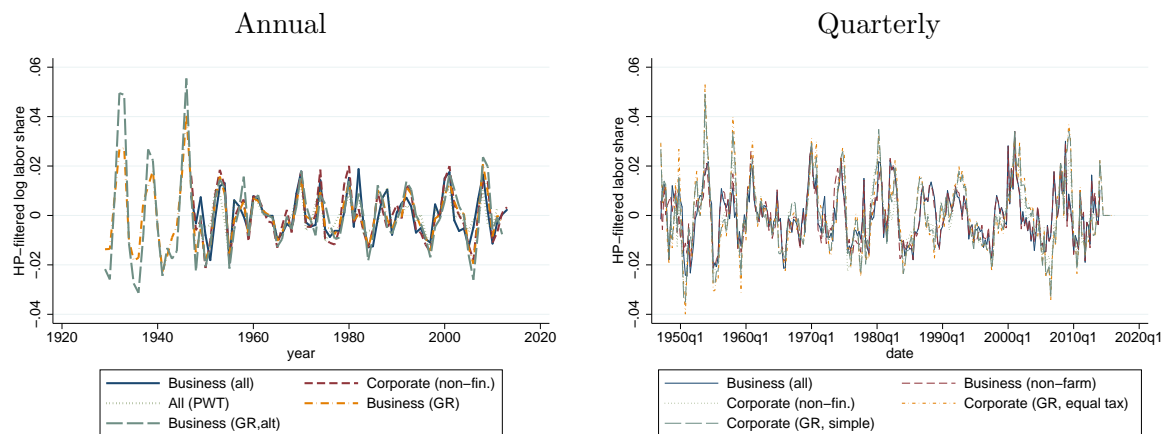 Annual
HP−filtered log labor share
.06
.04
.02
0
−.02
−.04
1920
1940
1960
1980
2000
2020
year
Business (all)
Corporate (non−fin.)
All (PWT)
Business (GR)
Business (GR,alt)
Quarterly
HP−filtered labor share
.06
.04
.02
0
−.02
−.04
1950q1
1960q1
1970q1
1980q1
1990q1
2000q1
2010q1
2020q1
date
Business (all)
Business (non−farm)
Corporate (non−fin.)
Corporate (GR, equal tax)
Corporate (GR, simple)